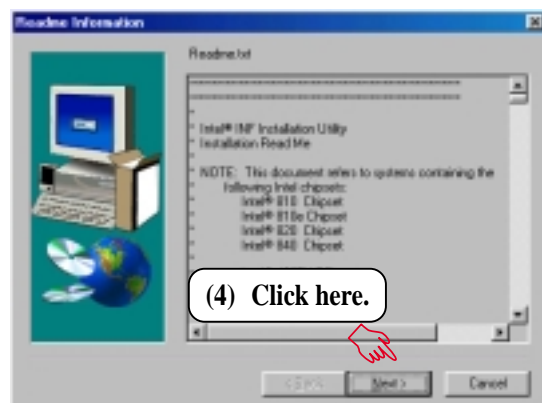 Readme Information
Readme.txt
Intel® INF Installation Utility
Installation Read Me
NOTE: This document refers to systems containing the
following Intel chipsets:
Intel® 810 Chipset
Intel® 810e Chipset
Intel® 820 Chipset
Intel® 840 Chipset
(4) Click here.
< Back
Next >
Cancel